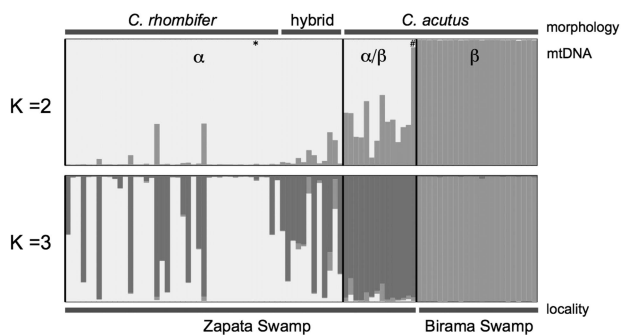 C. rhombifer hybrid C. acutus
morphology
* #
α α/β β mtDNA
K =2
K =3
locality
Zapata Swamp Birama Swamp